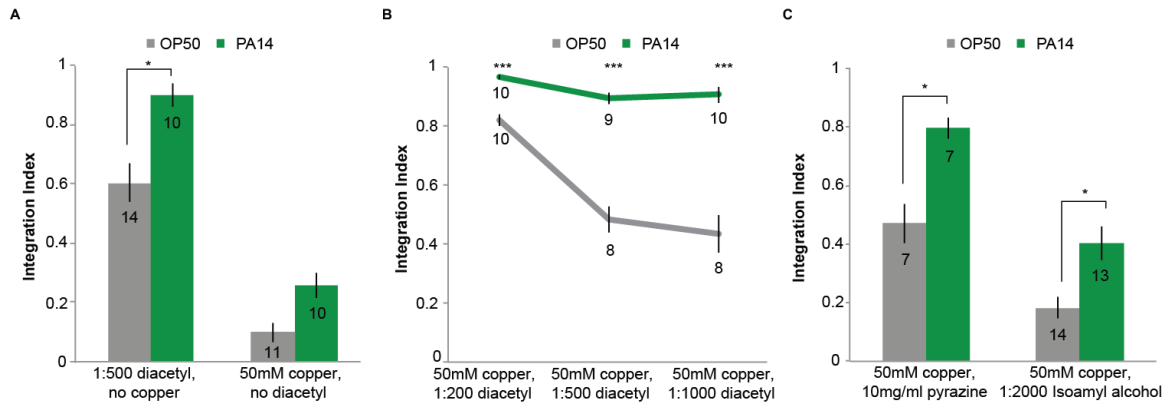 A
OP50 PA14
Integration Index
1
0.8
0.6
0.4
0.2
0
*
14
10
11
10
1:500 diacetyl,
no copper
50mM copper,
no diacetyl
B
OP50 PA14
Integration Index
1
0.8
0.6
0.4
0.2
0
*** *** ***
10
9
10
10
8
8
50mM copper,
1:200 diacetyl
50mM copper,
1:500 diacetyl
50mM copper,
1:1000 diacetyl
C
OP50 PA14
Integration Index
1
0.8
0.6
0.4
0.2
0
*
*
7
7
14
13
50mM copper,
10mg/ml pyrazine
50mM copper,
1:2000 Isoamyl alcohol